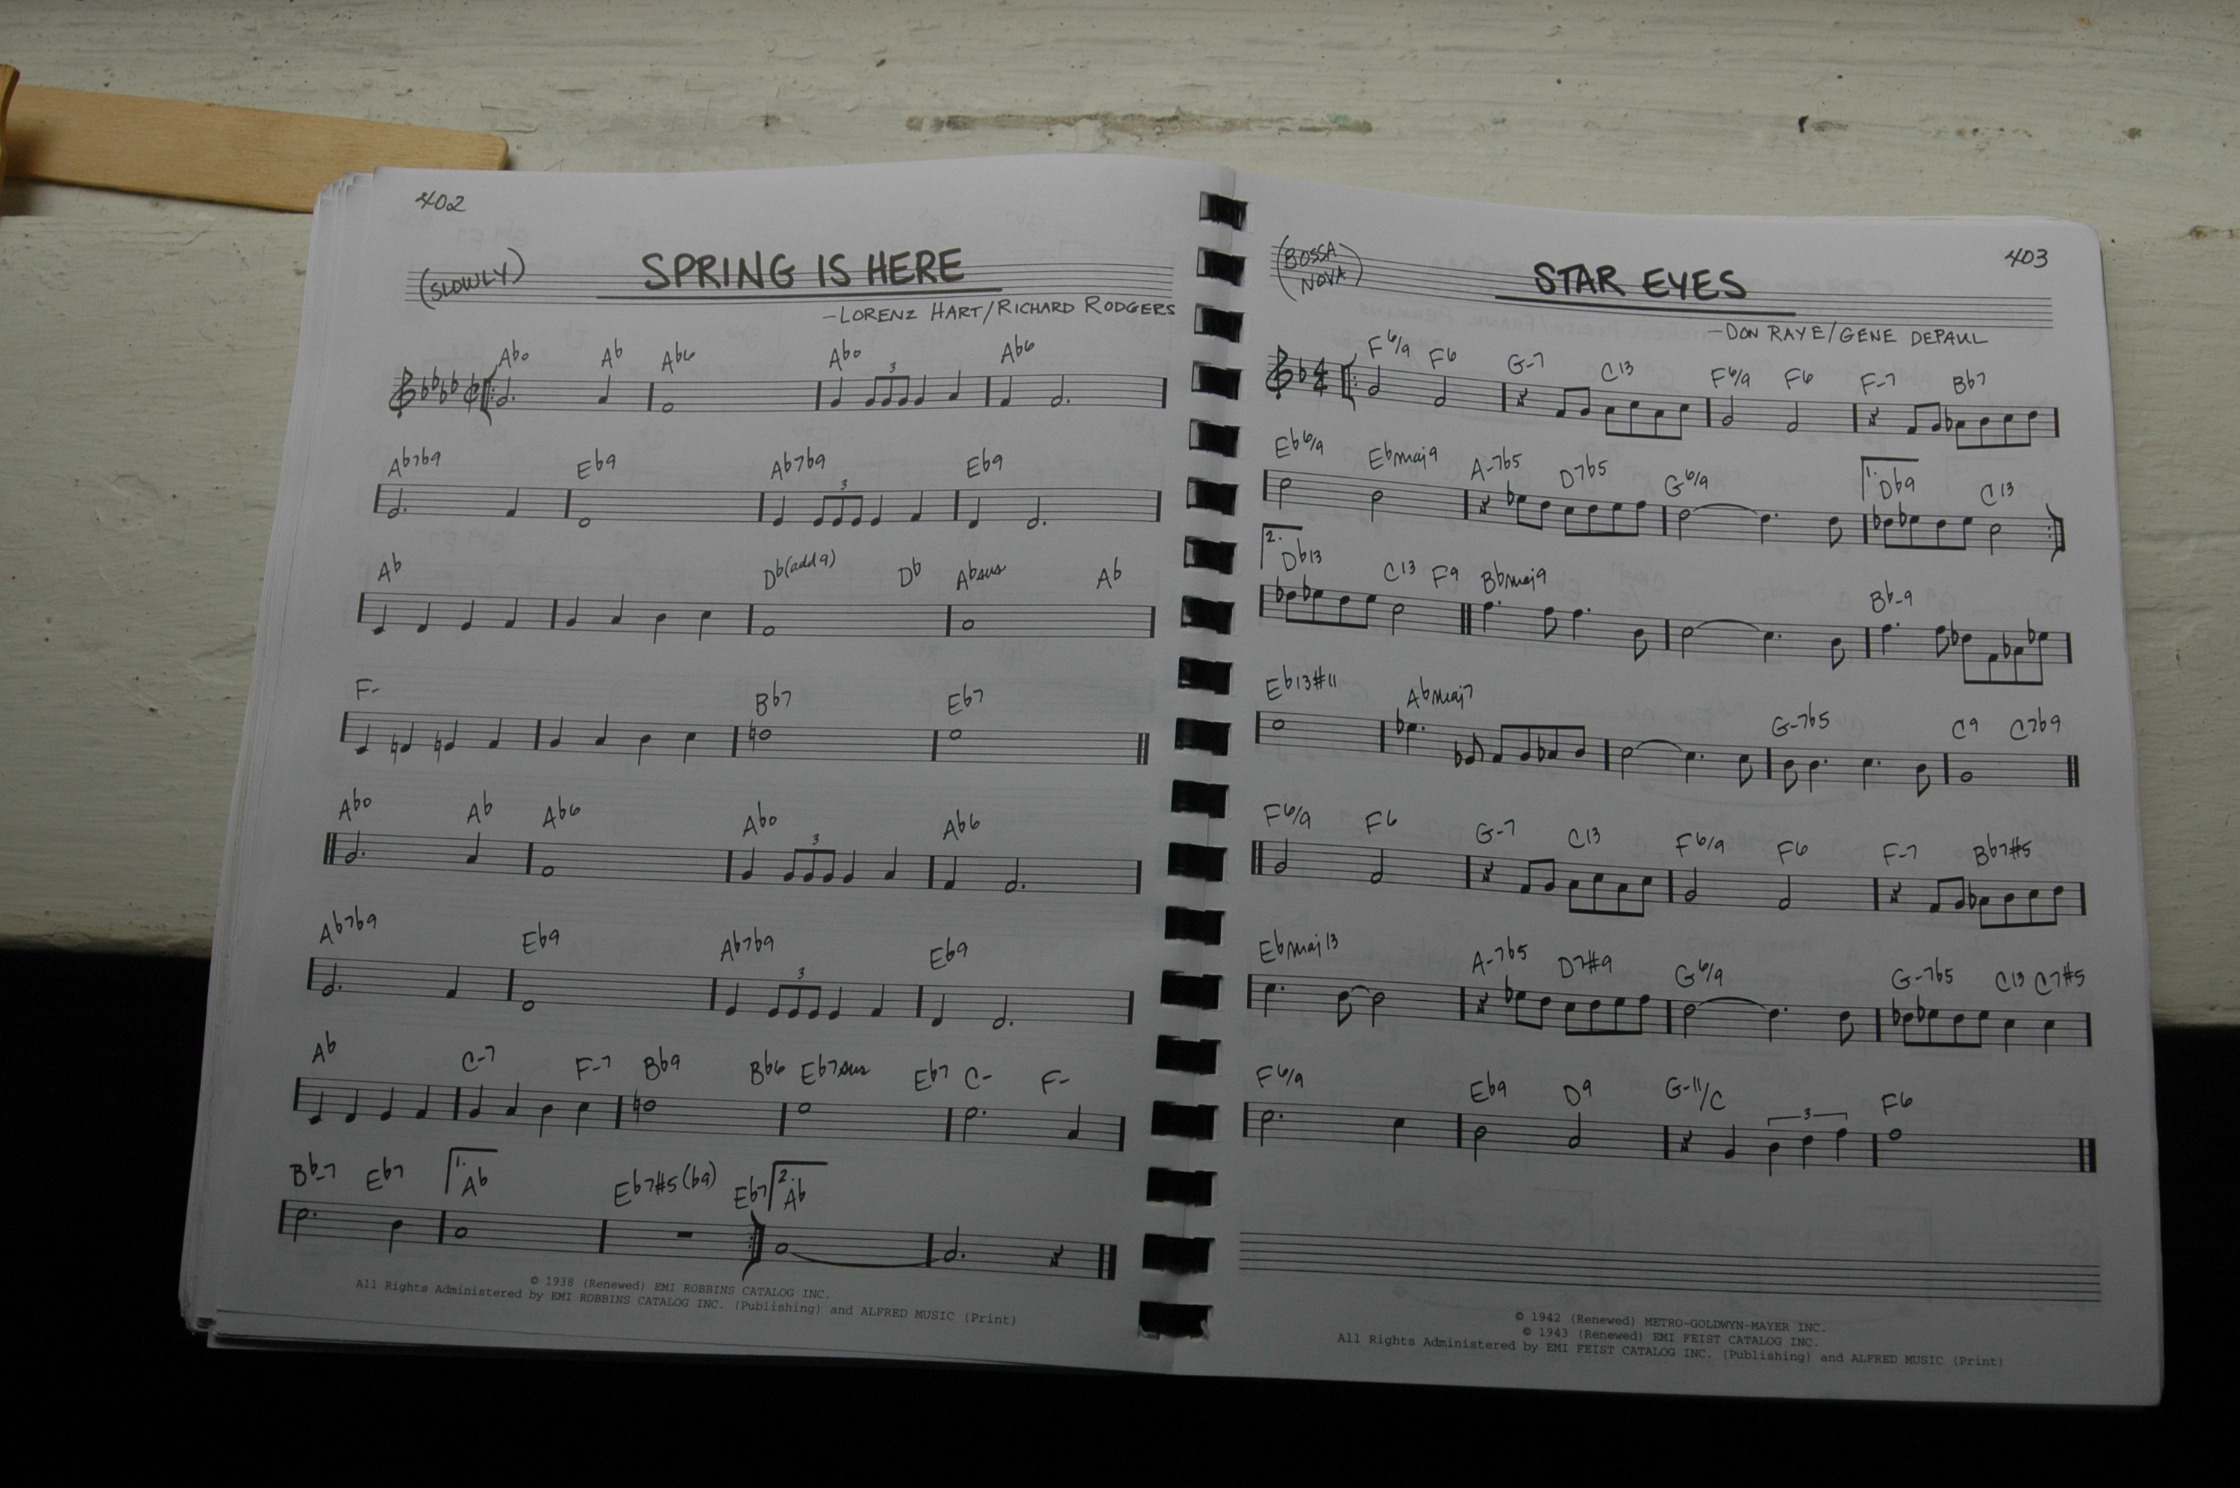 402
(SLOWLY)
SPRING IS HERE
-LORENZ HART/RICHARD RODGERS
Abo Ab Ab6 Abo Ab6
3
Ab7b9 Eb9 Ab7b9 Eb9
3
Ab Db(add9) Db Absus Ab
F- Bb7 Eb7
Abo Ab Ab6 Abo Ab6
3
Ab7b9 Eb9 Ab7b9 Eb9
3
Ab C-7 F-7 Bb9 Bb6 Eb7sus Eb7 C- F-
Bb-7 Eb7 1. Ab Eb7#5(b9) Eb7 2. Ab
© 1938 (Renewed) EMI ROBBINS CATALOG INC.
All Rights Administered by EMI ROBBINS CATALOG INC. (Publishing) and ALFRED MUSIC (Print)
403
(BOSSA
NOVA)
STAR EYES
-DON RAYE/GENE DEPAUL
F6/9 F6 G-7 C13 F6/9 F6 F-7 Bb7
4
4
Eb6/9 Ebmaj9 A-7b5 D7b5 G6/9 1. Db9 C13
2. Db13 C13 F9 Bbmaj9 Bb-9
Eb13#11 Abmaj7 G-7b5 C9 C7b9
F6/9 F6 G-7 C13 F6/9 F6 F-7 Bb7#5
Ebmaj13 A-7b5 D7#9 G6/9 G-7b5 C13 C7#5
F6/9 Eb9 D9 G-11/C F6
3
© 1942 (Renewed) METRO-GOLDWYN-MAYER INC.
© 1943 (Renewed) EMI FEIST CATALOG INC.
All Rights Administered by EMI FEIST CATALOG INC. (Publishing) and ALFRED MUSIC (Print)